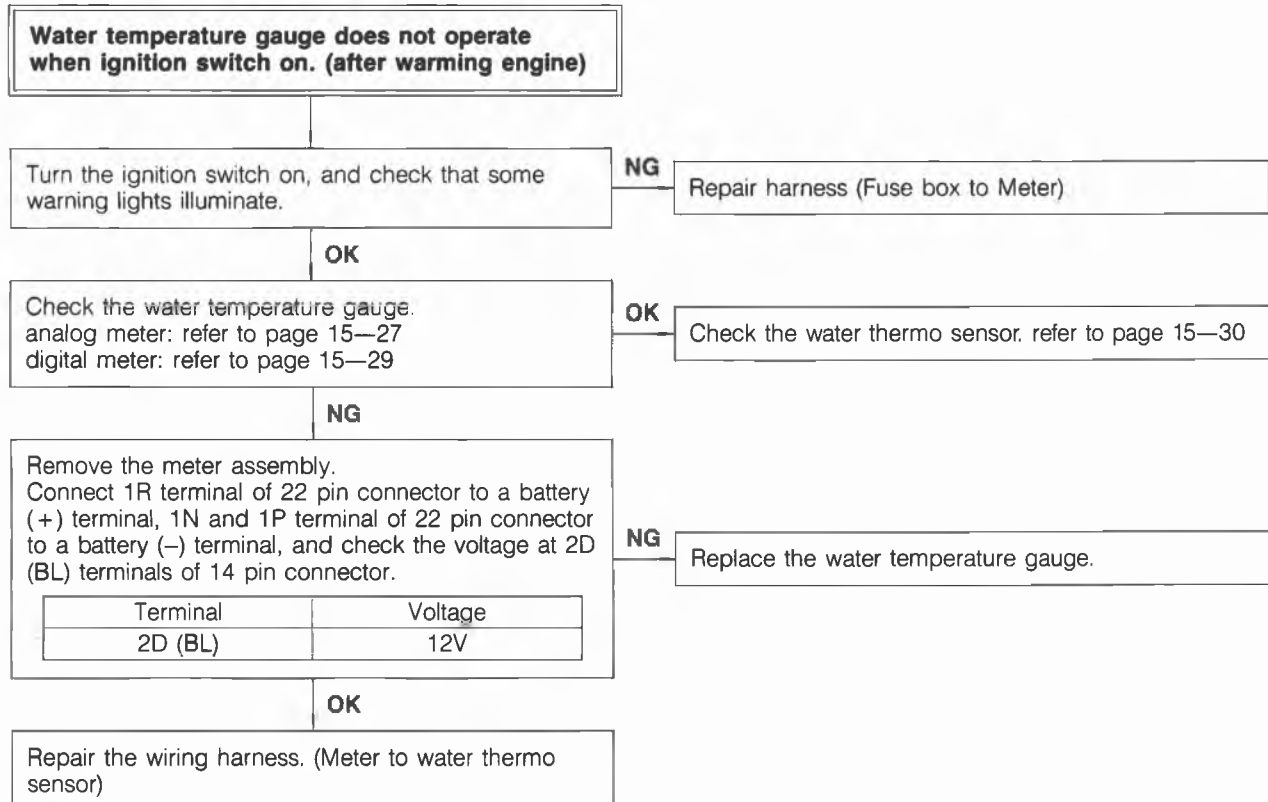 Water temperature gauge does not operate
when ignition switch on. (after warming engine)
Turn the ignition switch on, and check that some
warning lights illuminate.
NG
Repair harness (Fuse box to Meter)
OK
Check the water temperature gauge.
analog meter: refer to page 15—27
digital meter: refer to page 15—29
OK
Check the water thermo sensor. refer to page 15—30
NG
Remove the meter assembly.
Connect 1R terminal of 22 pin connector to a battery
(+) terminal, 1N and 1P terminal of 22 pin connector
to a battery (–) terminal, and check the voltage at 2D
(BL) terminals of 14 pin connector.
Terminal Voltage
2D (BL) 12V
NG
Replace the water temperature gauge.
OK
Repair the wiring harness. (Meter to water thermo
sensor)